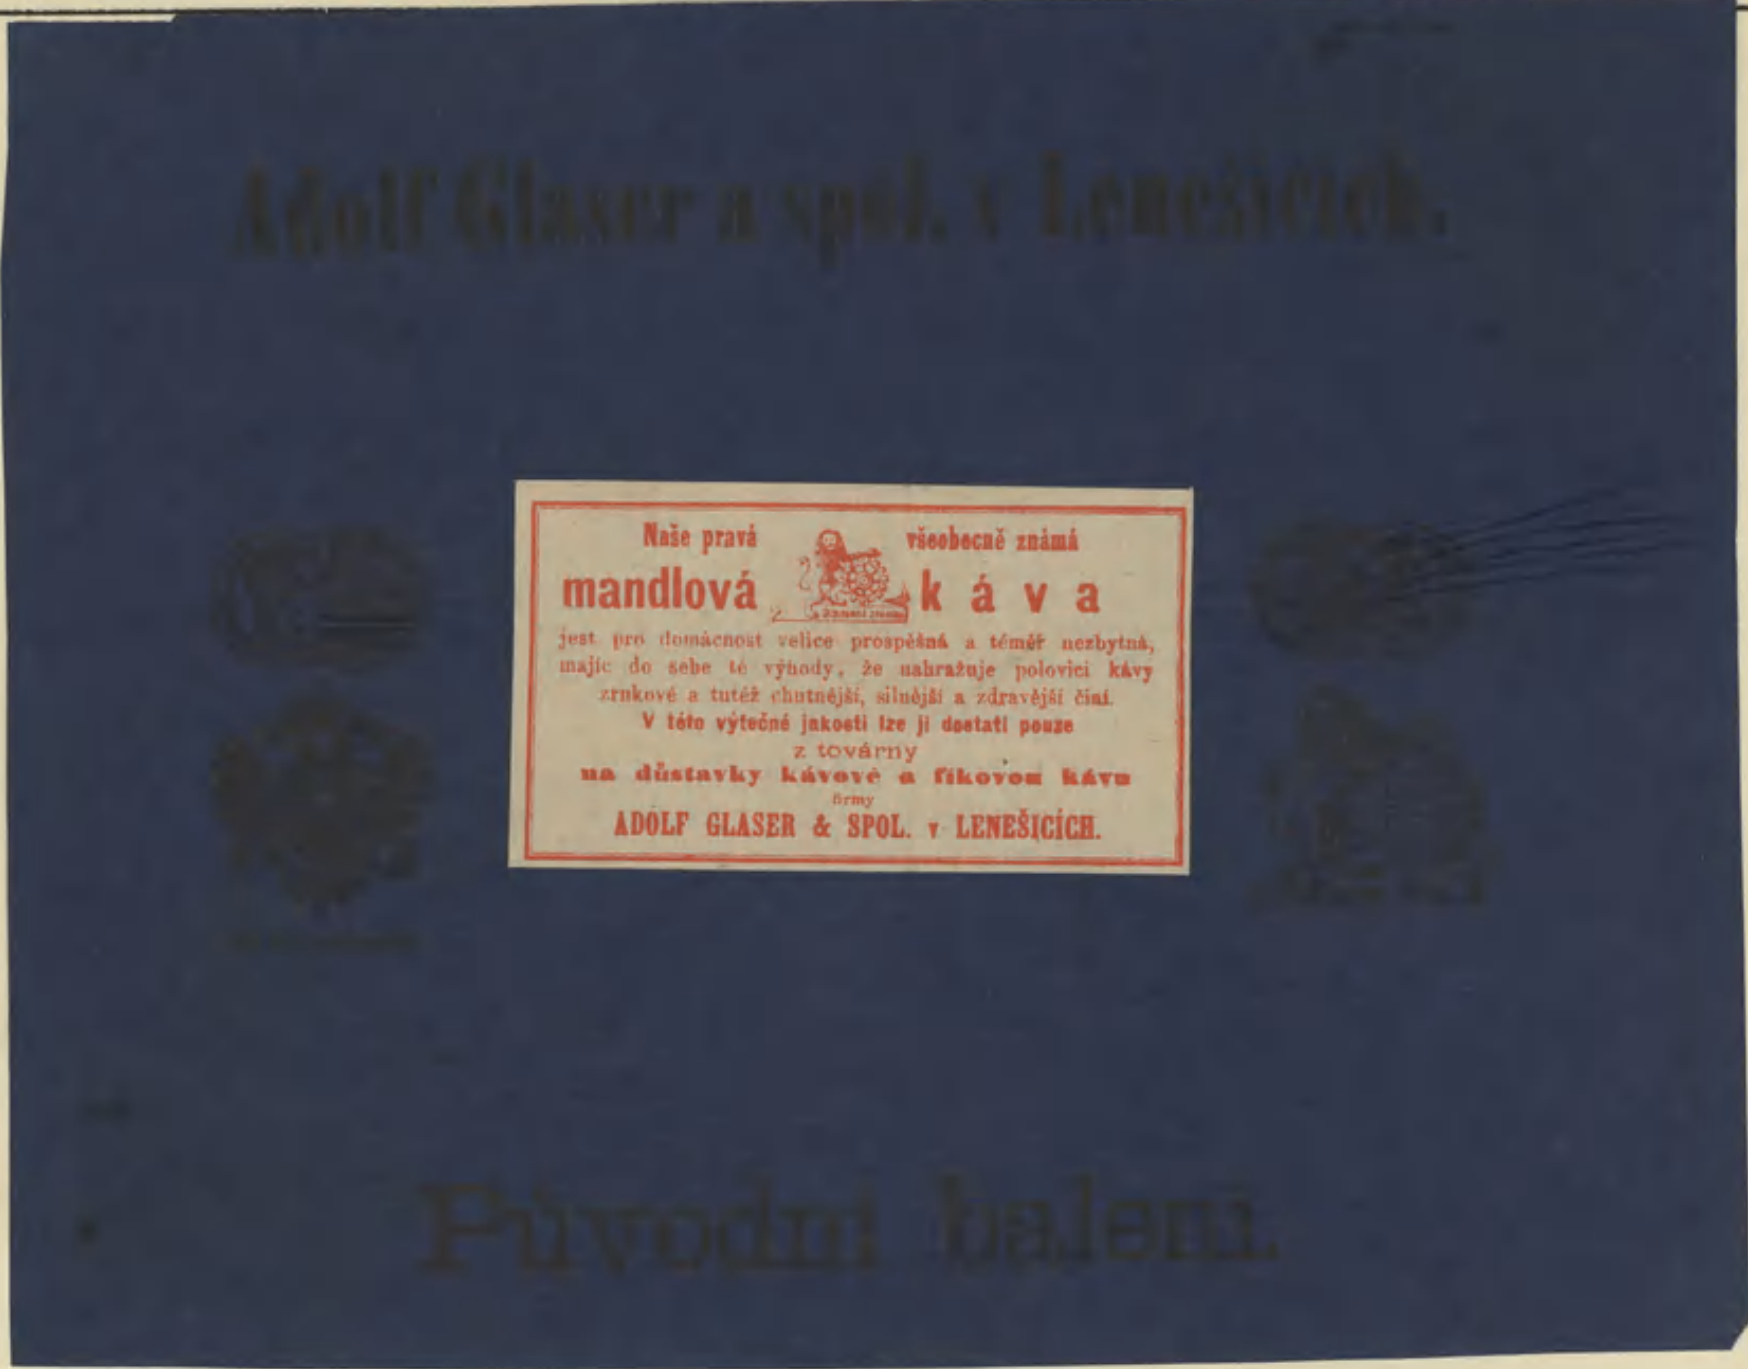 Adolf Glaser a spol. v Lenešicích.
Naše pravá všeobecně známá
mandlová káva
jest pro domácnost velice prospěšná a téměř nezbytná,
majíc do sebe té výhody, že nahražuje polovici kávy
zrnkové a tutéž chutnější, silnější a zdravější činí.
V této výtečné jakosti lze ji dostati pouze
z továrny
na důstavky kávové a fíkovou kávu
firmy
ADOLF GLASER & SPOL. v LENEŠICÍCH.
Původní balení.